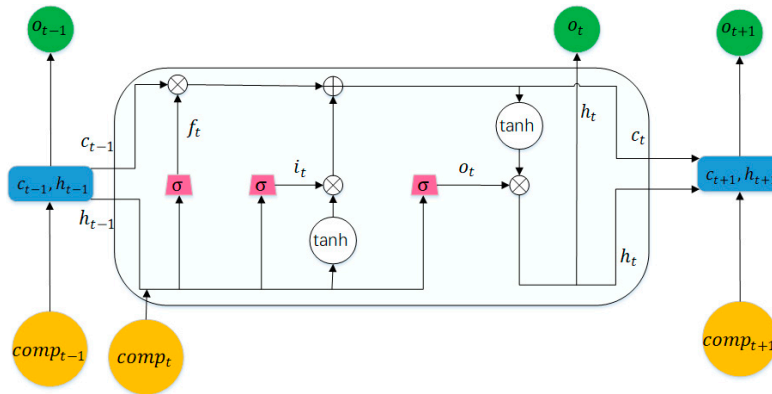 o_{t−1}
o_t
o_{t+1}
c_{t−1}
f_t
tanh
h_t
c_t
i_t
o_t
c_{t−1}, h_{t−1}
σ
σ
σ
c_{t+1}, h_{t+1}
h_{t−1}
tanh
h_t
comp_{t−1}
comp_t
comp_{t+1}